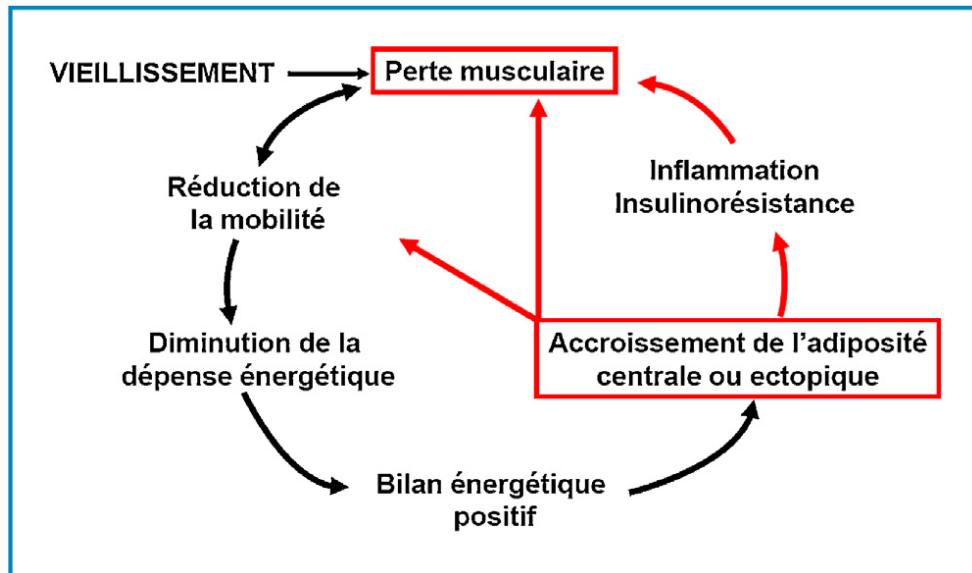 VIEILLISSEMENT
Perte musculaire
Réduction de
la mobilité
Inflammation
Insulinorésistance
Diminution de la
dépense énergétique
Accroissement de l'adiposité
centrale ou ectopique
Bilan énergétique
positif